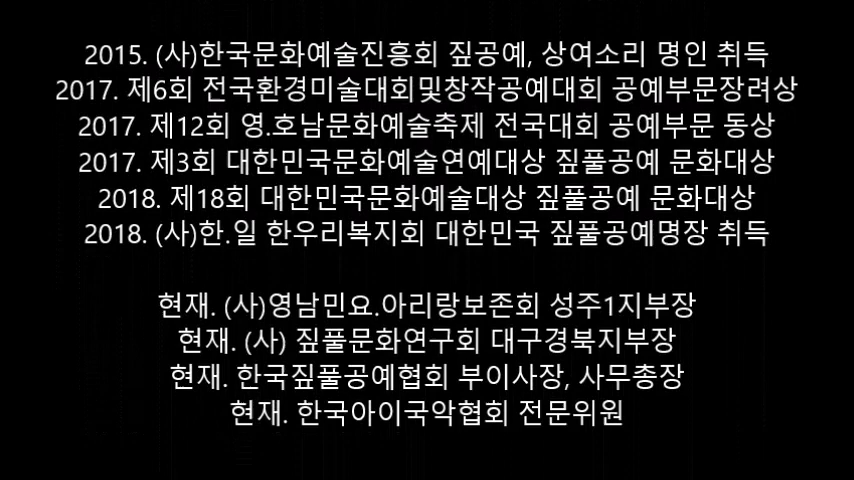 2015. (사)한국문화예술진흥회 짚공예, 상여소리 명인 취득
2017. 제6회 전국환경미술대회및창작공예대회 공예부문장려상
2017. 제12회 영.호남문화예술축제 전국대회 공예부문 동상
2017. 제3회 대한민국문화예술연예대상 짚풀공예 문화대상
2018. 제18회 대한민국문화예술대상 짚풀공예 문화대상
2018. (사)한.일 한우리복지회 대한민국 짚풀공예명장 취득
현재. (사)영남민요.아리랑보존회 성주1지부장
현재. (사) 짚풀문화연구회 대구경북지부장
현재. 한국짚풀공예협회 부이사장, 사무총장
현재. 한국아이국악협회 전문위원